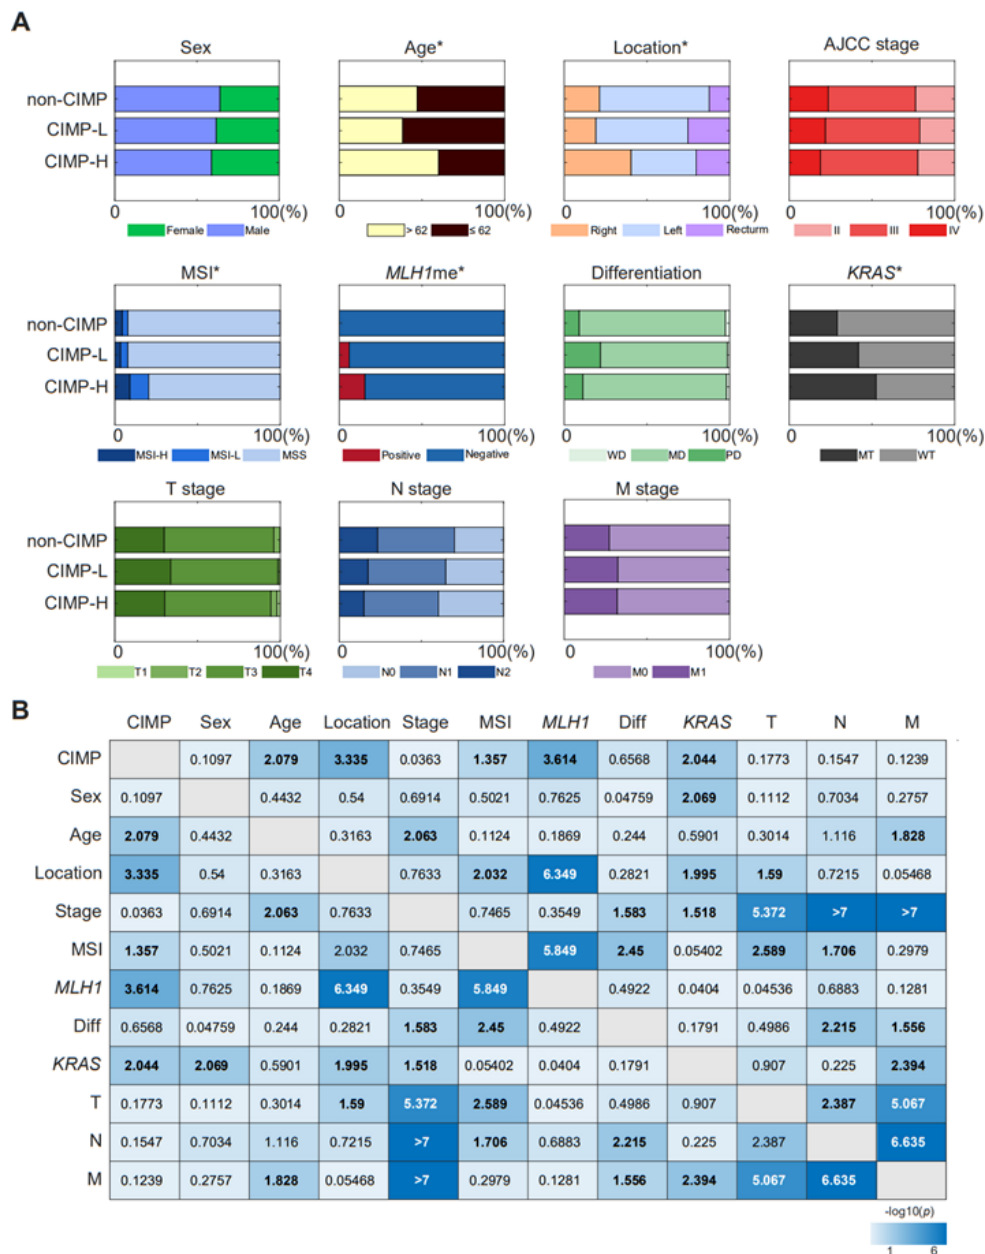 A
Sex Age* Location* AJCC stage
non-CIMP
CIMP-L
CIMP-H
0 100(%) 0 100(%) 0 100(%) 0 100(%)
Female Male > 62 ≤ 62 Right Left Recturm II III IV
MSI* MLH1me* Differentiation KRAS*
non-CIMP
CIMP-L
CIMP-H
0 100(%) 0 100(%) 0 100(%) 0 100(%)
MSI-H MSI-L MSS Positive Negative WD MD PD MT WT
T stage N stage M stage
non-CIMP
CIMP-L
CIMP-H
0 100(%) 0 100(%) 0 100(%)
T1 T2 T3 T4 N0 N1 N2 M0 M1
B
CIMP Sex Age Location Stage MSI MLH1 Diff KRAS T N M
CIMP 0.1097 2.079 3.335 0.0363 1.357 3.614 0.6568 2.044 0.1773 0.1547 0.1239
Sex 0.1097 0.4432 0.54 0.6914 0.5021 0.7625 0.04759 2.069 0.1112 0.7034 0.2757
Age 2.079 0.4432 0.3163 2.063 0.1124 0.1869 0.244 0.5901 0.3014 1.116 1.828
Location 3.335 0.54 0.3163 0.7633 2.032 6.349 0.2821 1.995 1.59 0.7215 0.05468
Stage 0.0363 0.6914 2.063 0.7633 0.7465 0.3549 1.583 1.518 5.372 >7 >7
MSI 1.357 0.5021 0.1124 2.032 0.7465 5.849 2.45 0.05402 2.589 1.706 0.2979
MLH1 3.614 0.7625 0.1869 6.349 0.3549 5.849 0.4922 0.0404 0.04536 0.6883 0.1281
Diff 0.6568 0.04759 0.244 0.2821 1.583 2.45 0.4922 0.1791 0.4986 2.215 1.556
KRAS 2.044 2.069 0.5901 1.995 1.518 0.05402 0.0404 0.1791 0.907 0.225 2.394
T 0.1773 0.1112 0.3014 1.59 5.372 2.589 0.04536 0.4986 0.907 2.387 5.067
N 0.1547 0.7034 1.116 0.7215 >7 1.706 0.6883 2.215 0.225 2.387 6.635
M 0.1239 0.2757 1.828 0.05468 >7 0.2979 0.1281 1.556 2.394 5.067 6.635
-log10(p)
1 6